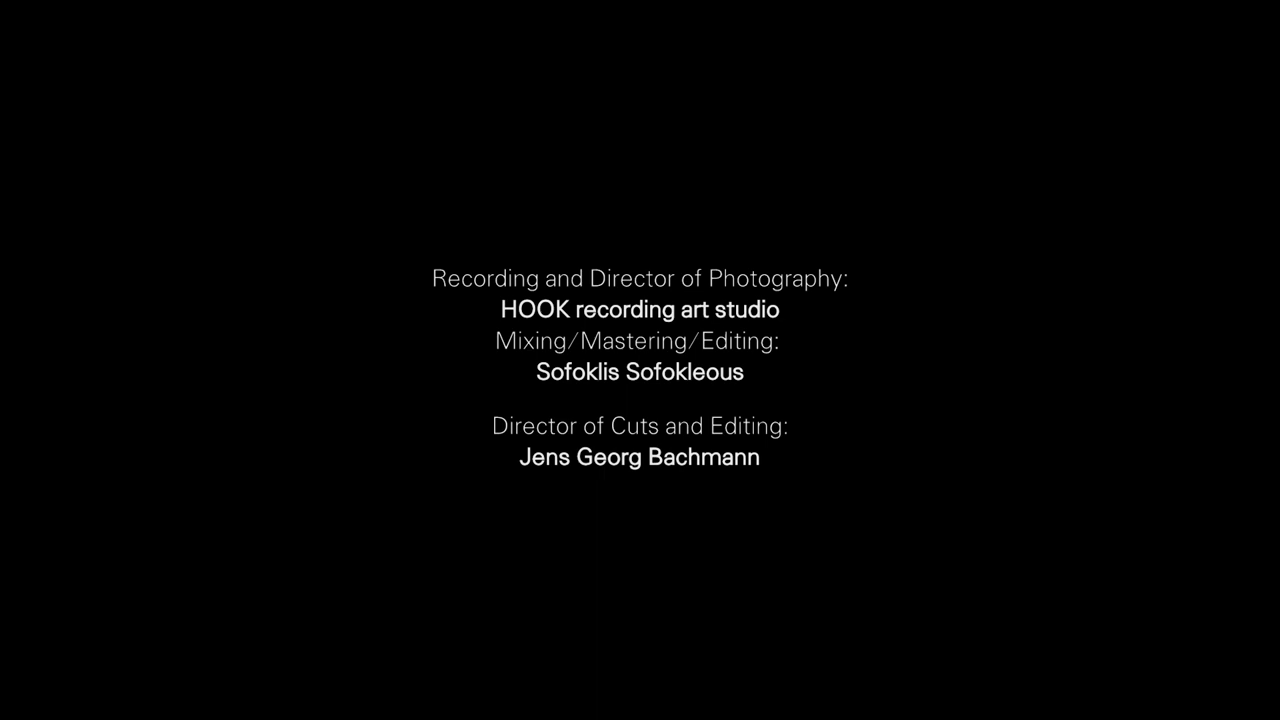 Recording and Director of Photography:
HOOK recording art studio
Mixing/Mastering/Editing:
Sofoklis Sofokleous
Director of Cuts and Editing:
Jens Georg Bachmann